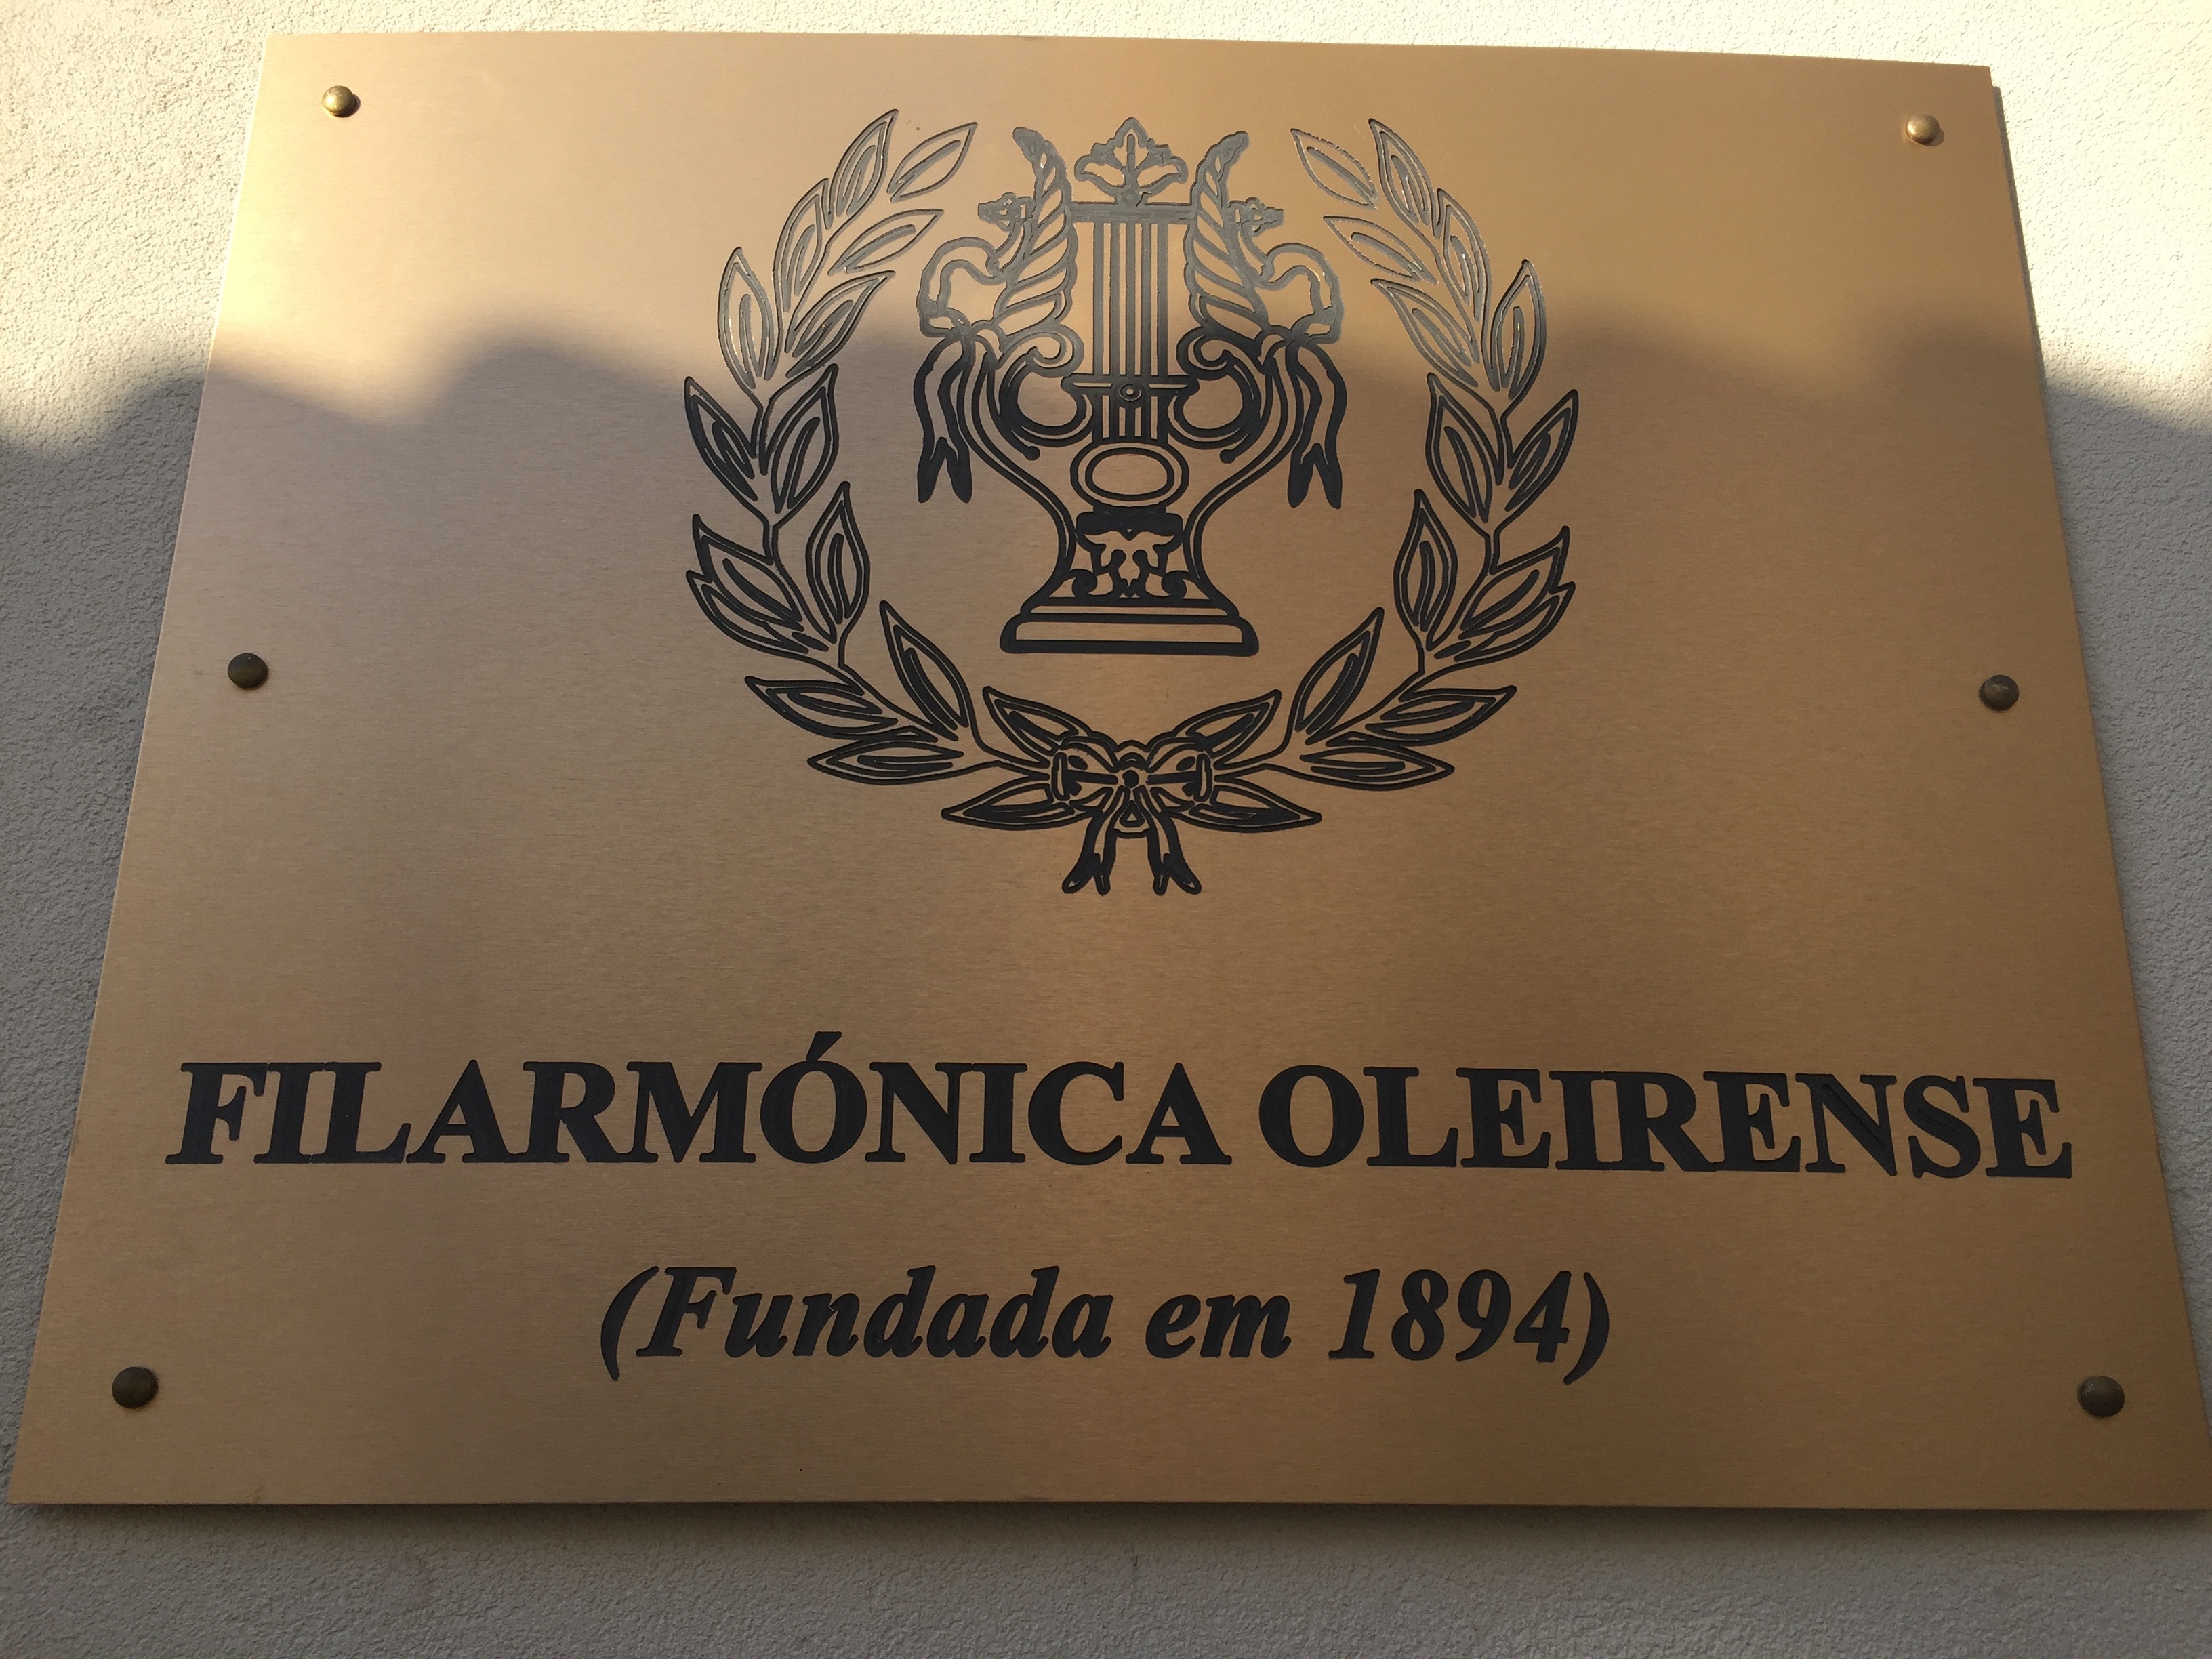 FILARMÓNICA OLEIRENSE
(Fundada em 1894)